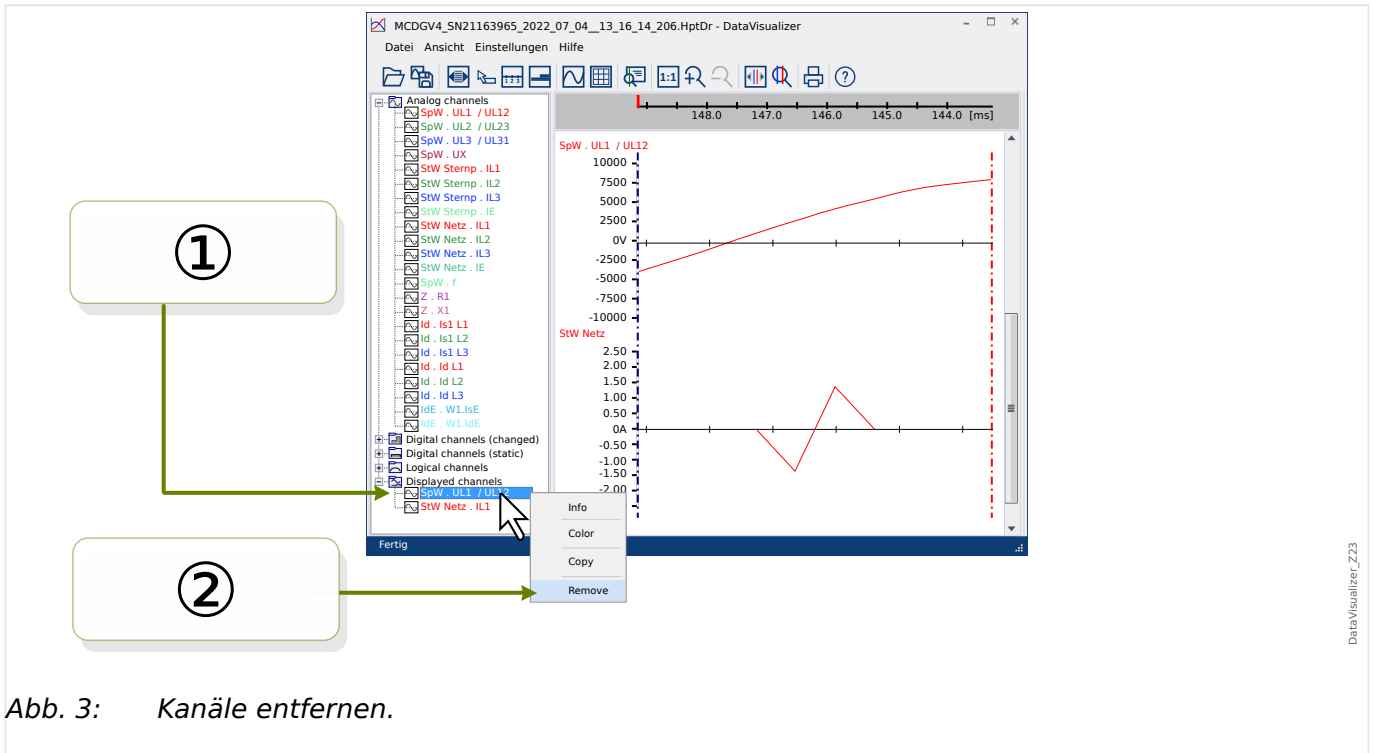 MCDGV4_SN21163965_2022_07_04__13_16_14_206.HptDr - DataVisualizer
Datei Ansicht Einstellungen Hilfe
1 2 3
1:1
?
Analog channels
SpW . UL1 / UL12
SpW . UL2 / UL23
SpW . UL3 / UL31
SpW . UX
StW Sternp . IL1
StW Sternp . IL2
StW Sternp . IL3
StW Sternp . IE
StW Netz . IL1
StW Netz . IL2
StW Netz . IL3
StW Netz . IE
SpW . f
Z . R1
Z . X1
Id . Is1 L1
Id . Is1 L2
Id . Is1 L3
Id . Id L1
Id . Id L2
Id . Id L3
IdE . W1.IsE
IdE . W1.IdE
Digital channels (changed)
Digital channels (static)
Logical channels
Displayed channels
SpW . UL1 / UL12
StW Netz . IL1
148.0 147.0 146.0 145.0 144.0 [ms]
SpW . UL1 / UL12
10000
7500
5000
2500
0V
-2500
-5000
-7500
-10000
StW Netz
2.50
2.00
1.50
1.00
0.50
0A
-0.50
-1.00
-1.50
-2.00
Info
Color
Copy
Remove
Fertig
①
②
DataVisualizer_Z23
Abb. 3: Kanäle entfernen.